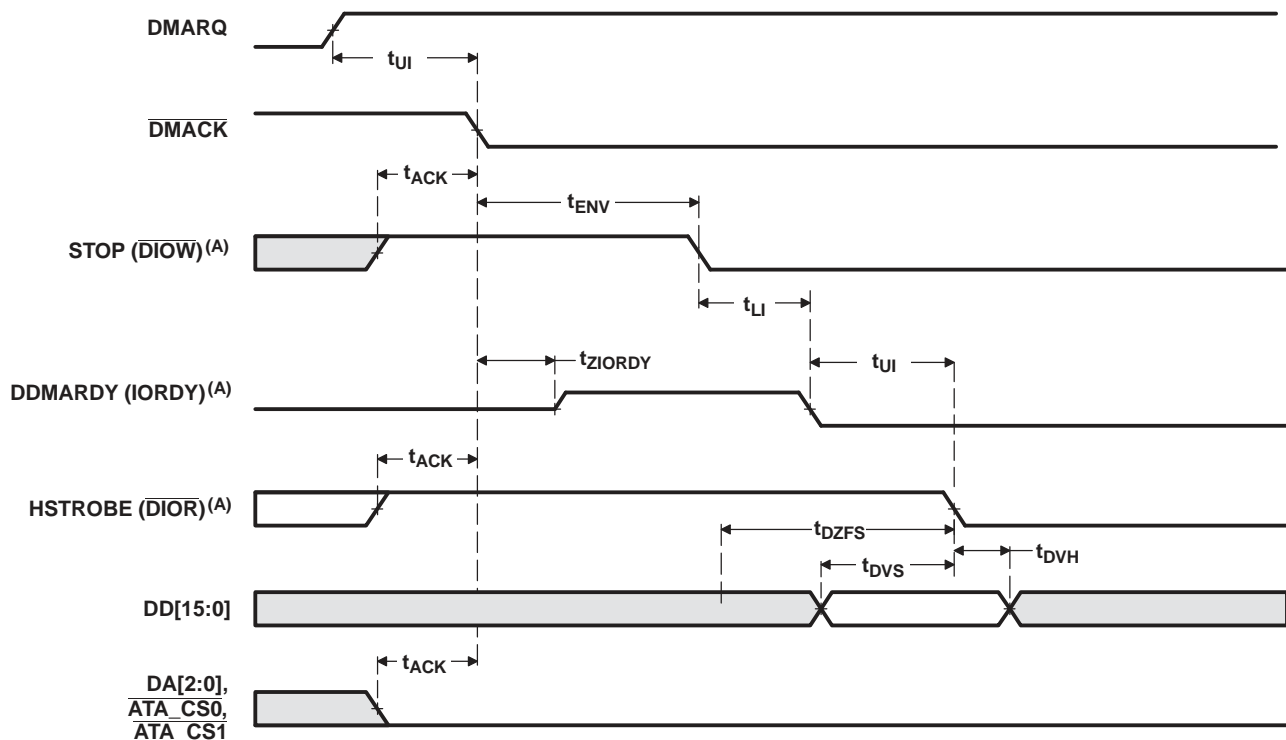 DMARQ
tUI
DMACK
tACK
tENV
STOP (DIOW)(A)
tLI
tZIORDY
tUI
DDMARDY (IORDY)(A)
tACK
HSTROBE (DIOR)(A)
tDZFS
tDVS
tDVH
DD[15:0]
tACK
DA[2:0],
ATA_CS0,
ATA_CS1